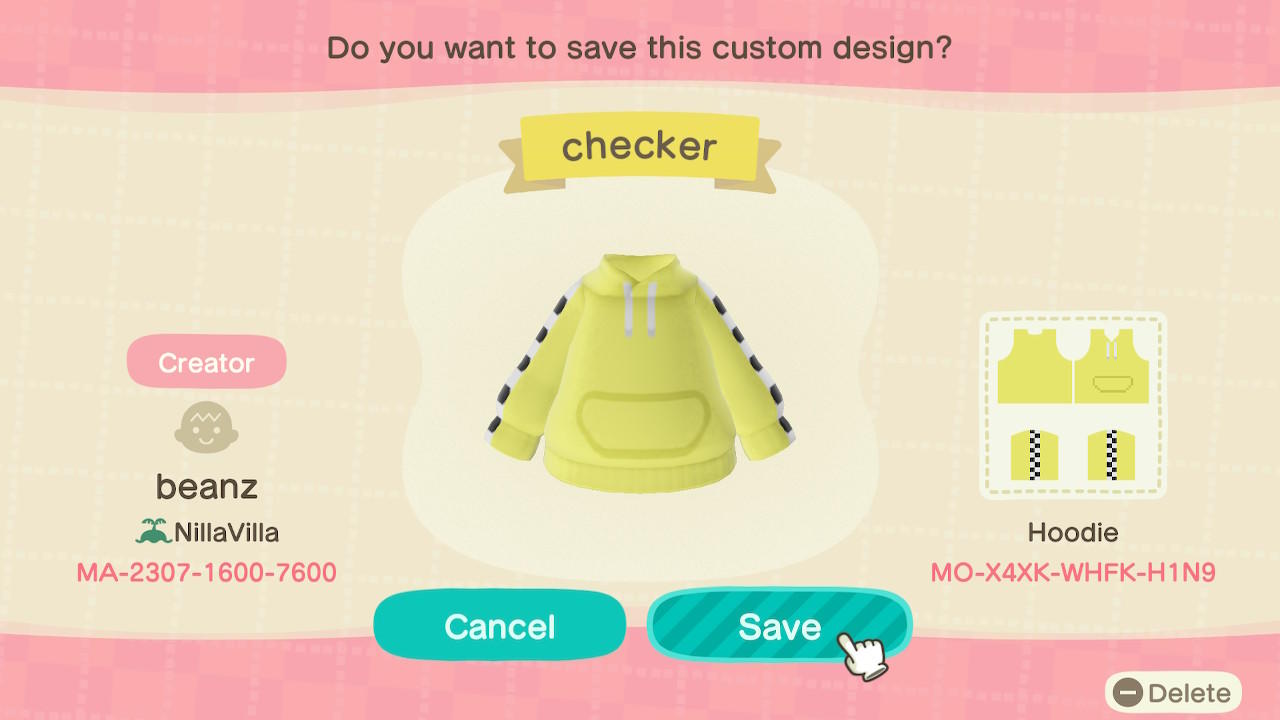 Do you want to save this custom design?
checker
Creator
beanz
NillaVilla
MA-2307-1600-7600
Hoodie
MO-X4XK-WHFK-H1N9
Cancel
Save
Delete